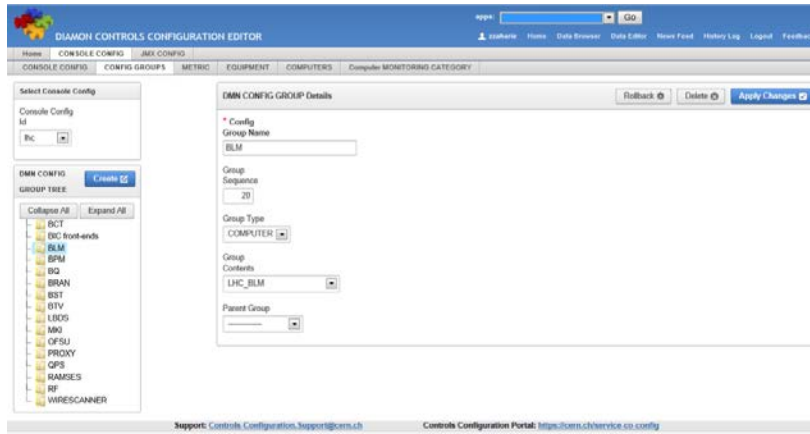 apps:
GO
DIAMON CONTROLS CONFIGURATION EDITOR
Home Data Browser Data Editor News Feed History Log Logout Feedbac
Home CONSOLE CONFIG JMX CONFIG
CONSOLE CONFIG CONFIG GROUPS METRIC EQUIPMENT COMPUTERS Computer MONITORING CATEGORY
Select Console Config
Console Config
Id
lhc
DMN CONFIG
GROUP TREE
Create
Collapse All Expand All
BCT
BIC front-ends
BLM
BPM
BQ
BRAN
BST
BTV
LBDS
MKI
OFSU
PROXY
QPS
RAMSES
RF
WIRESCANNER
DMN CONFIG GROUP Details
Rollback Delete Apply Changes
* Config
Group Name
BLM
Group
Sequence
20
Group Type
COMPUTER
Group
Contents
LHC_BLM
Parent Group
------------
Support: Controls.Configuration.Support@cern.ch Controls Configuration Portal: https://cern.ch/service-co-config